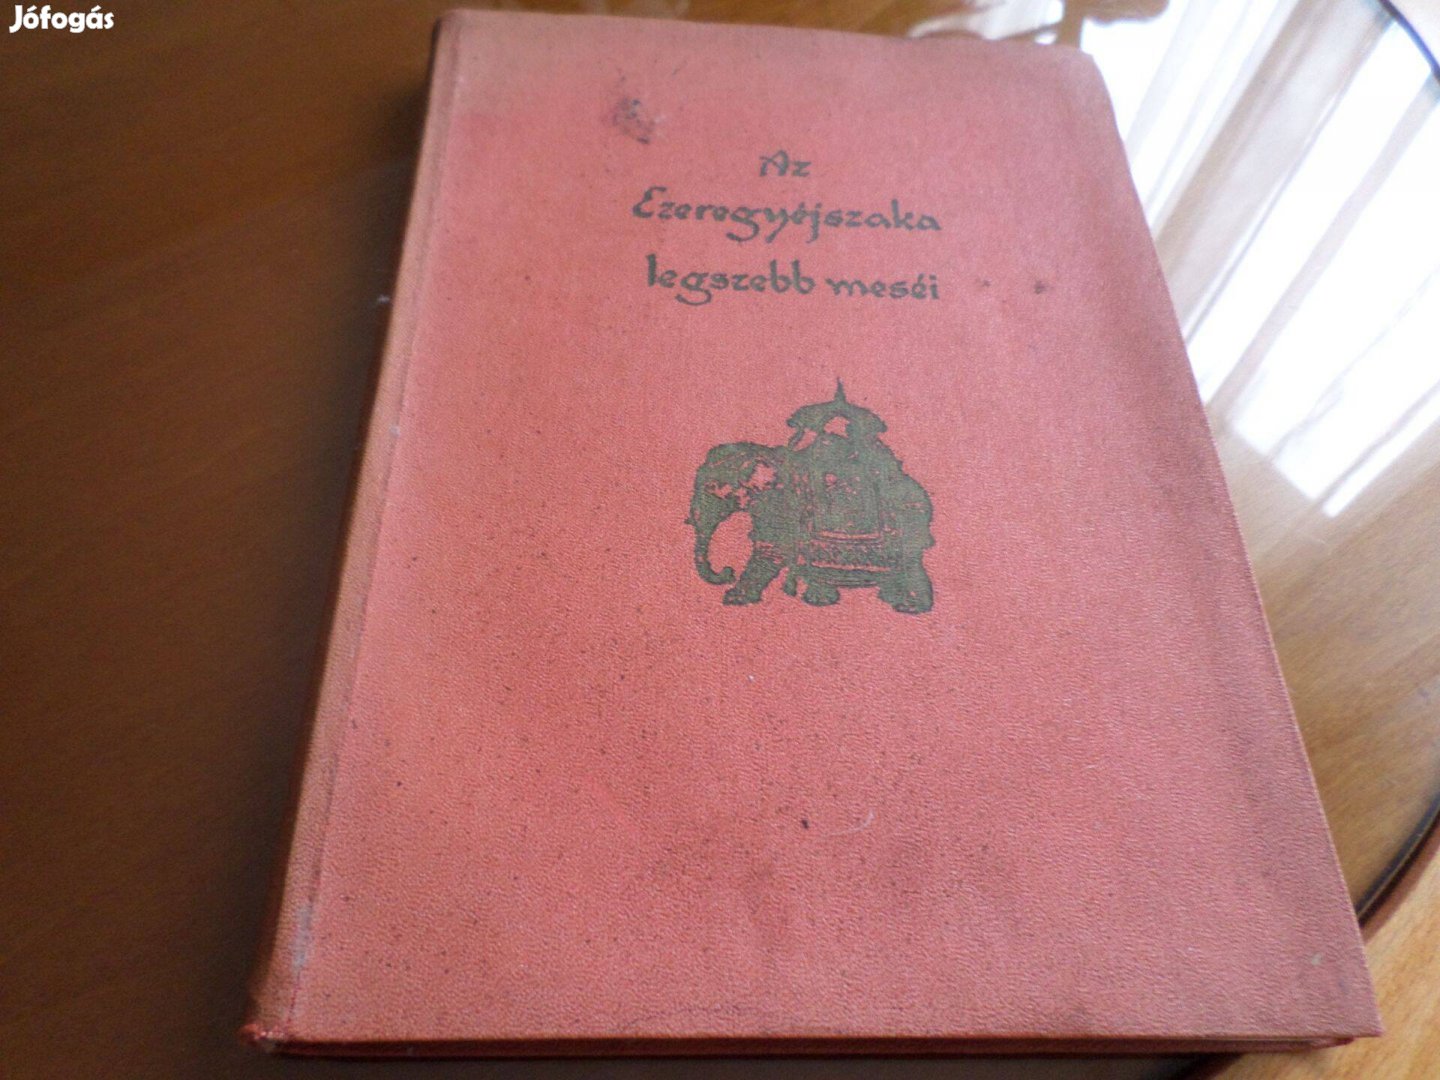 Jófogás
Az
Ezeregyéjszaka
legszebb meséi